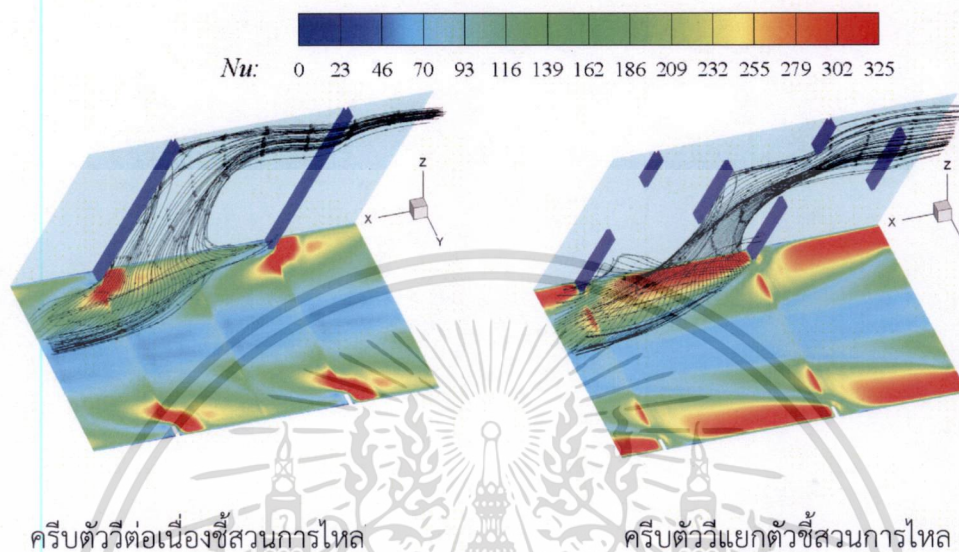 Nu: 0 23 46 70 93 116 139 162 186 209 232 255 279 302 325
Z
X
Y
Z
X
Y
ครีบตัววีต่อเนื่องชี้สวนการไหล
ครีบตัววีแยกตัวชี้สวนการไหล